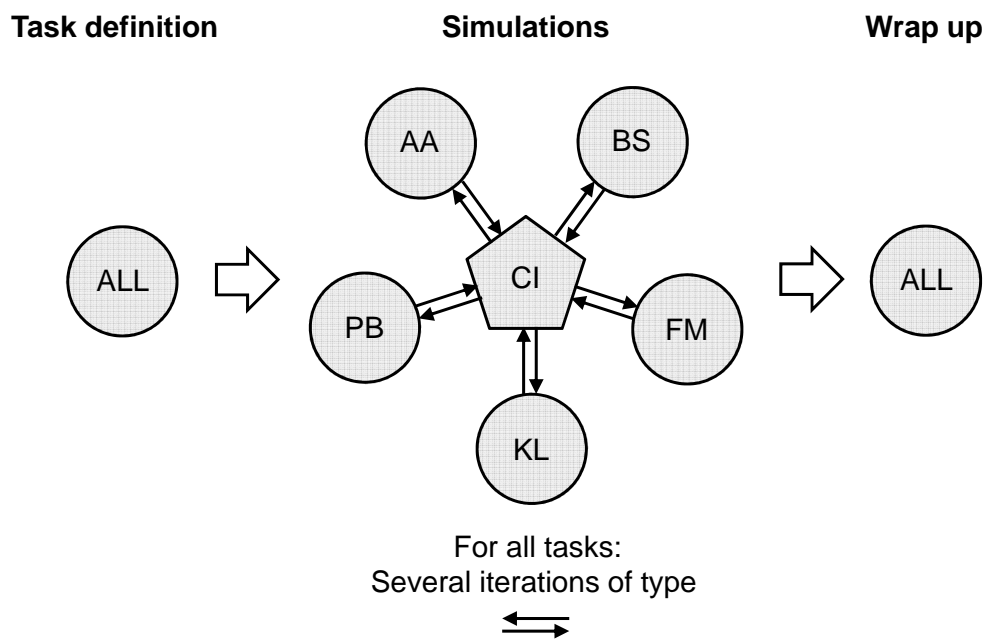 Task definition
Simulations
Wrap up
AA
BS
ALL
CI
ALL
PB
FM
KL
For all tasks:
Several iterations of type